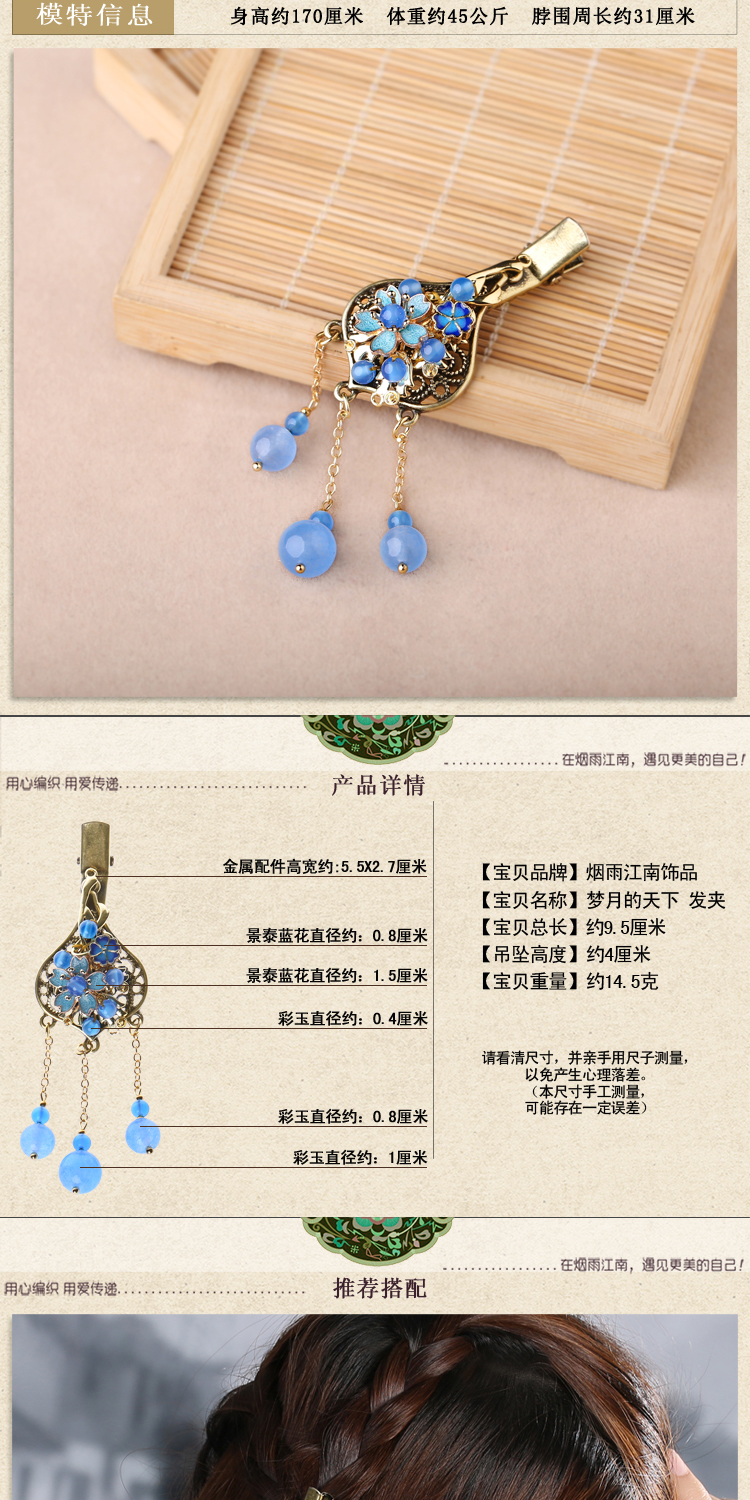 模特信息
身高约170厘米 体重约45公斤 脖围周长约31厘米
在烟雨江南，遇见更美的自己！
用心编织 用爱传递
产品详情
金属配件高宽约:5.5X2.7厘米
景泰蓝花直径约：0.8厘米
景泰蓝花直径约：1.5厘米
彩玉直径约：0.4厘米
彩玉直径约：0.8厘米
彩玉直径约：1厘米
【宝贝品牌】烟雨江南饰品
【宝贝名称】梦月的天下 发夹
【宝贝总长】约9.5厘米
【吊坠高度】约4厘米
【宝贝重量】约14.5克
请看清尺寸，并亲手用尺子测量，
以免产生心理落差。
（本尺寸手工测量，
可能存在一定误差）
在烟雨江南，遇见更美的自己！
用心编织 用爱传递
推荐搭配